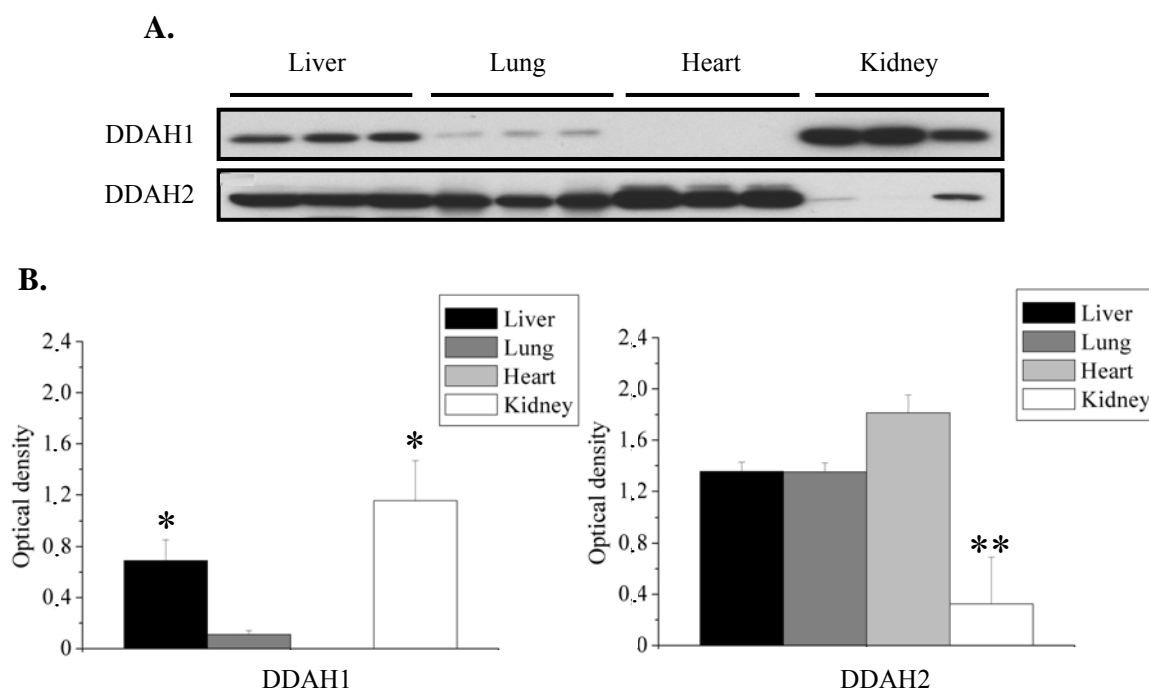 A.
Liver Lung Heart Kidney
DDAH1
DDAH2
B.
Liver
Lung
Heart
Kidney
2.4
2.0
1.6
1.2
0.8
0.4
0
Optical density
*
*
DDAH1
Liver
Lung
Heart
Kidney
2.4
2.0
1.6
1.2
0.8
0.4
0
Optical density
**
DDAH2